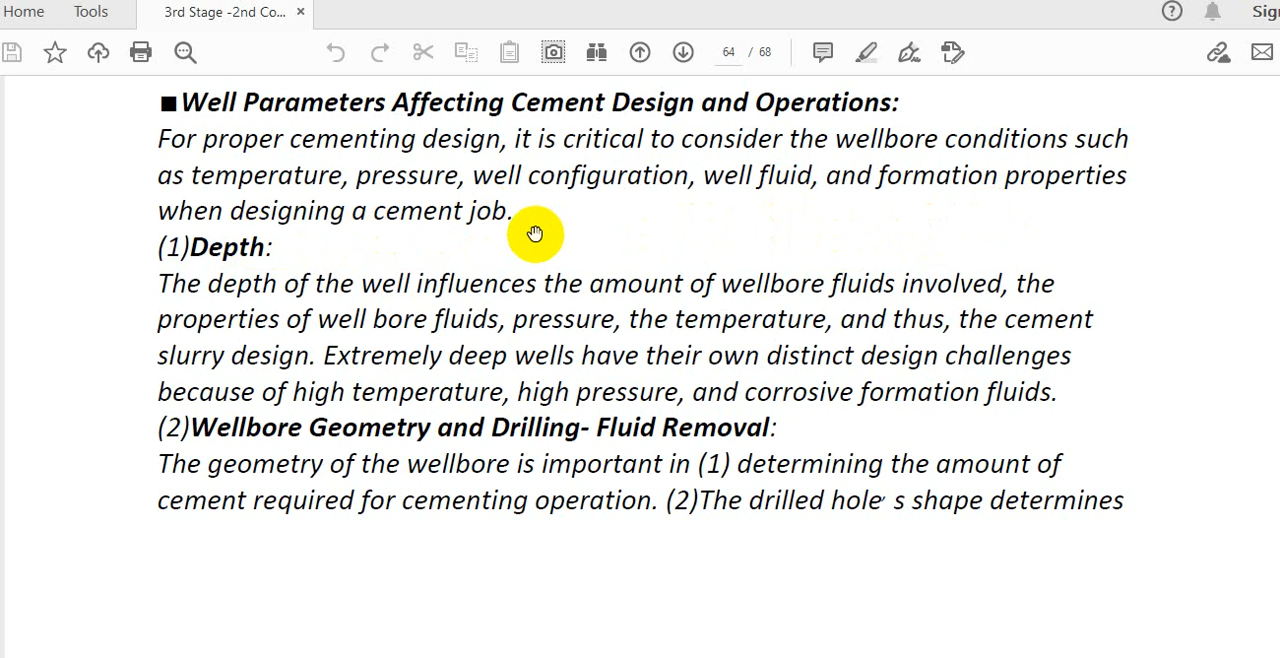 Home Tools 3rd Stage -2nd Co... × Sig
64 / 68
■Well Parameters Affecting Cement Design and Operations:
For proper cementing design, it is critical to consider the wellbore conditions such
as temperature, pressure, well configuration, well fluid, and formation properties
when designing a cement job.
(1)Depth:
The depth of the well influences the amount of wellbore fluids involved, the
properties of well bore fluids, pressure, the temperature, and thus, the cement
slurry design. Extremely deep wells have their own distinct design challenges
because of high temperature, high pressure, and corrosive formation fluids.
(2)Wellbore Geometry and Drilling- Fluid Removal:
The geometry of the wellbore is important in (1) determining the amount of
cement required for cementing operation. (2)The drilled hole’ s shape determines